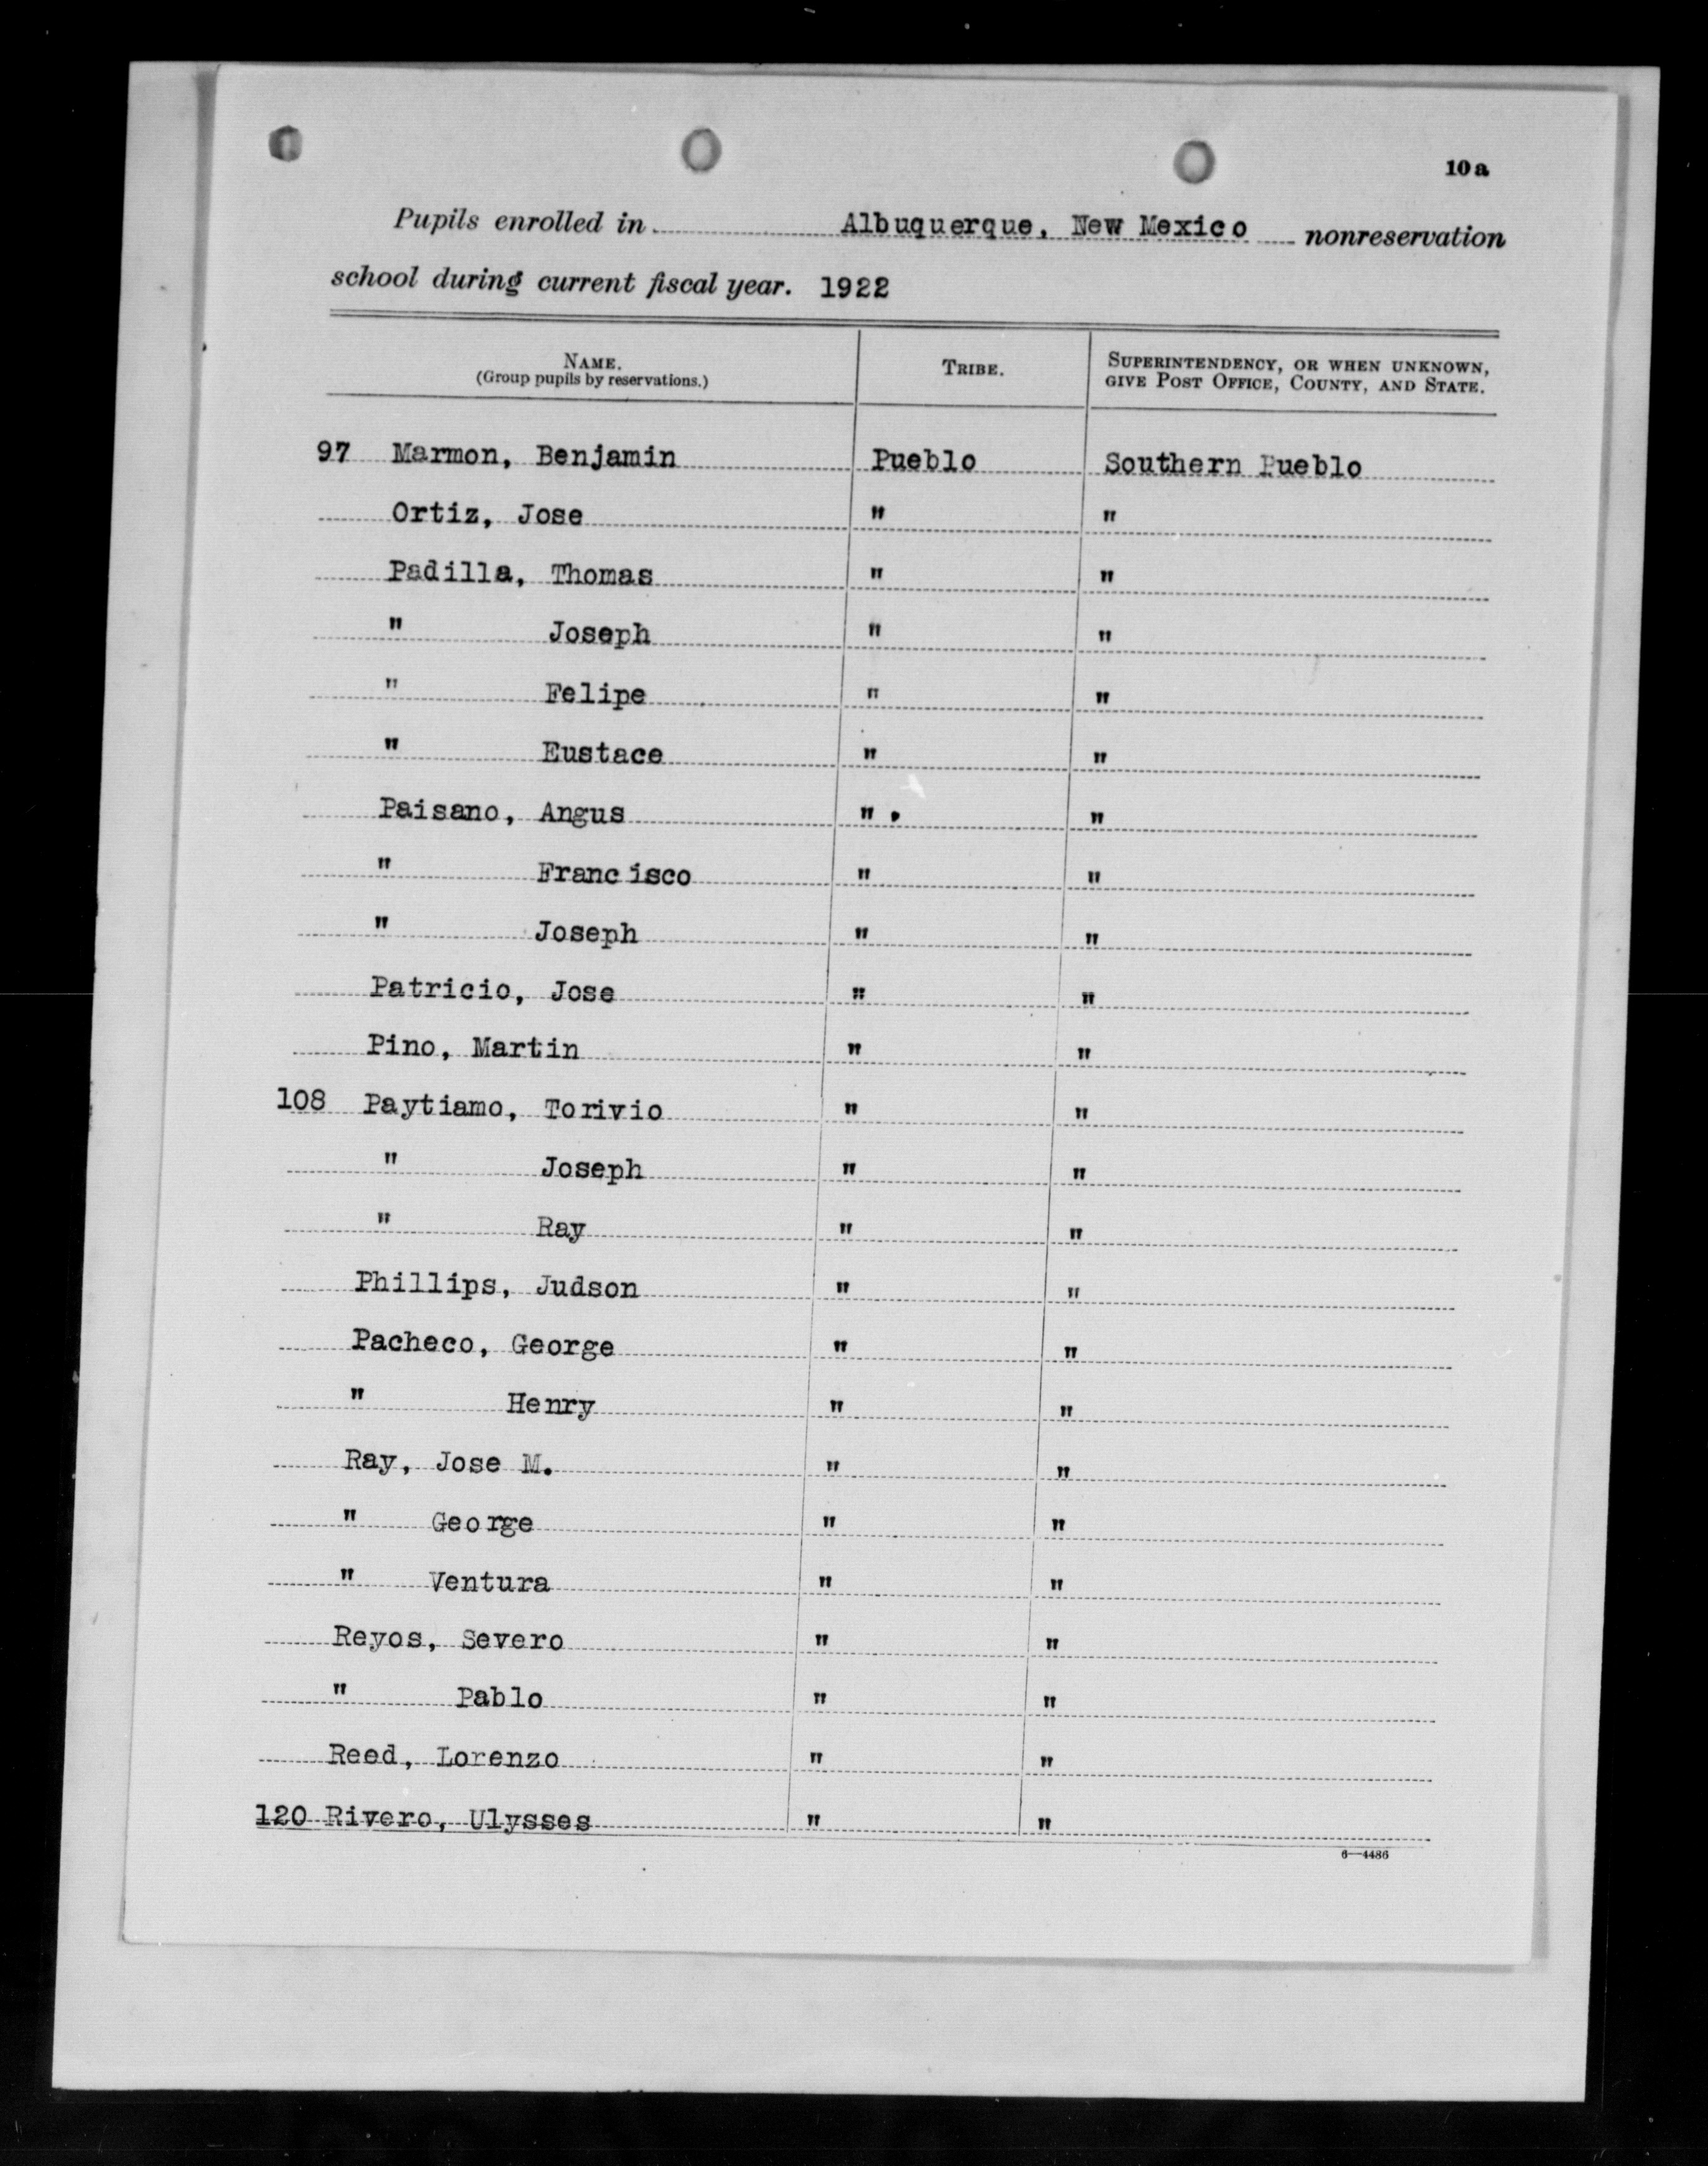 10a
Pupils enrolled in Albuquerque, New Mexico nonreservation
school during current fiscal year. 1922
NAME. TRIBE. SUPERINTENDENCY, OR WHEN UNKNOWN,
(Group pupils by reservations.) GIVE POST OFFICE, COUNTY, AND STATE.
97 Marmon, Benjamin Pueblo Southern Pueblo
Ortiz, Jose " "
Padilla, Thomas " "
" Joseph " "
" Felipe " "
" Eustace " "
Paisano, Angus " . "
" Francisco " "
" Joseph " "
Patricio, Jose " "
Pino, Martin " "
108 Paytiamo, Torivio " "
" Joseph " "
" Ray " "
Phillips, Judson " "
Pacheco, George " "
" Henry " "
Ray, Jose M. " "
" George " "
" Ventura " "
Reyos, Severo " "
" Pablo " "
Reed, Lorenzo " "
120 Rivero, Ulysses " "
6—4486